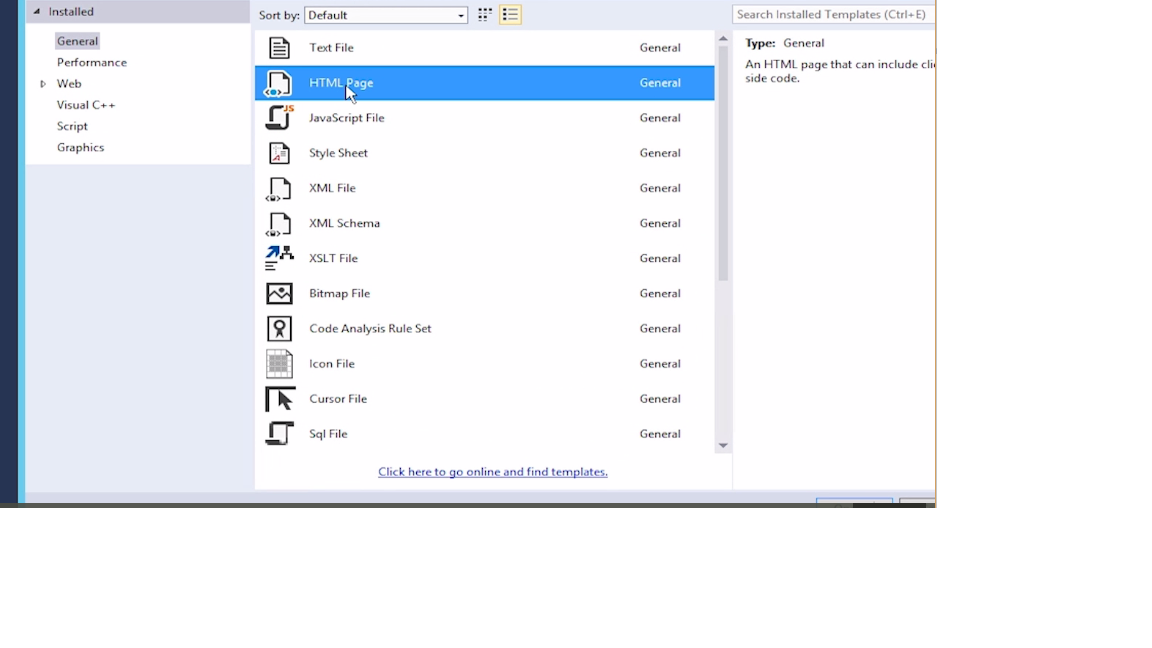 Installed
Sort by: Default
Search Installed Templates (Ctrl+E)
General
Performance
Web
Visual C++
Script
Graphics
Text File General
HTML Page General
JS
JavaScript File General
Style Sheet General
XML File General
XML Schema General
XSLT File General
Bitmap File General
Code Analysis Rule Set General
Icon File General
Cursor File General
Sql File General
Click here to go online and find templates.
Type: General
An HTML page that can include
side code.